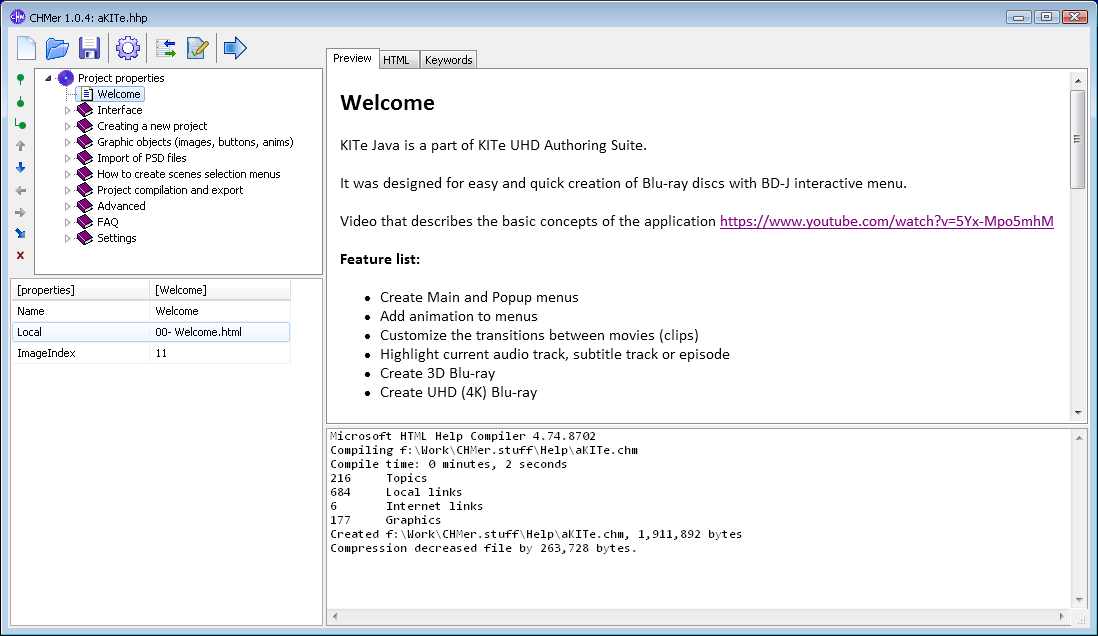 CHM CHMer 1.0.4: aKITe.hhp
Project properties
Welcome
Interface
Creating a new project
Graphic objects (images, buttons, anims)
Import of PSD files
How to create scenes selection menus
Project compilation and export
Advanced
FAQ
Settings
[properties] [Welcome]
Name Welcome
Local 00- Welcome.html
ImageIndex 11
Preview HTML Keywords
Welcome
KITe Java is a part of KITe UHD Authoring Suite.
It was designed for easy and quick creation of Blu-ray discs with BD-J interactive menu.
Video that describes the basic concepts of the application https://www.youtube.com/watch?v=5Yx-Mpo5mhM
Feature list:
• Create Main and Popup menus
• Add animation to menus
• Customize the transitions between movies (clips)
• Highlight current audio track, subtitle track or episode
• Create 3D Blu-ray
• Create UHD (4K) Blu-ray
Microsoft HTML Help Compiler 4.74.8702
Compiling f:\Work\CHMer.stuff\Help\aKITe.chm
Compile time: 0 minutes, 2 seconds
216 Topics
684 Local links
6 Internet links
177 Graphics
Created f:\Work\CHMer.stuff\Help\aKITe.chm, 1,911,892 bytes
Compression decreased file by 263,728 bytes.